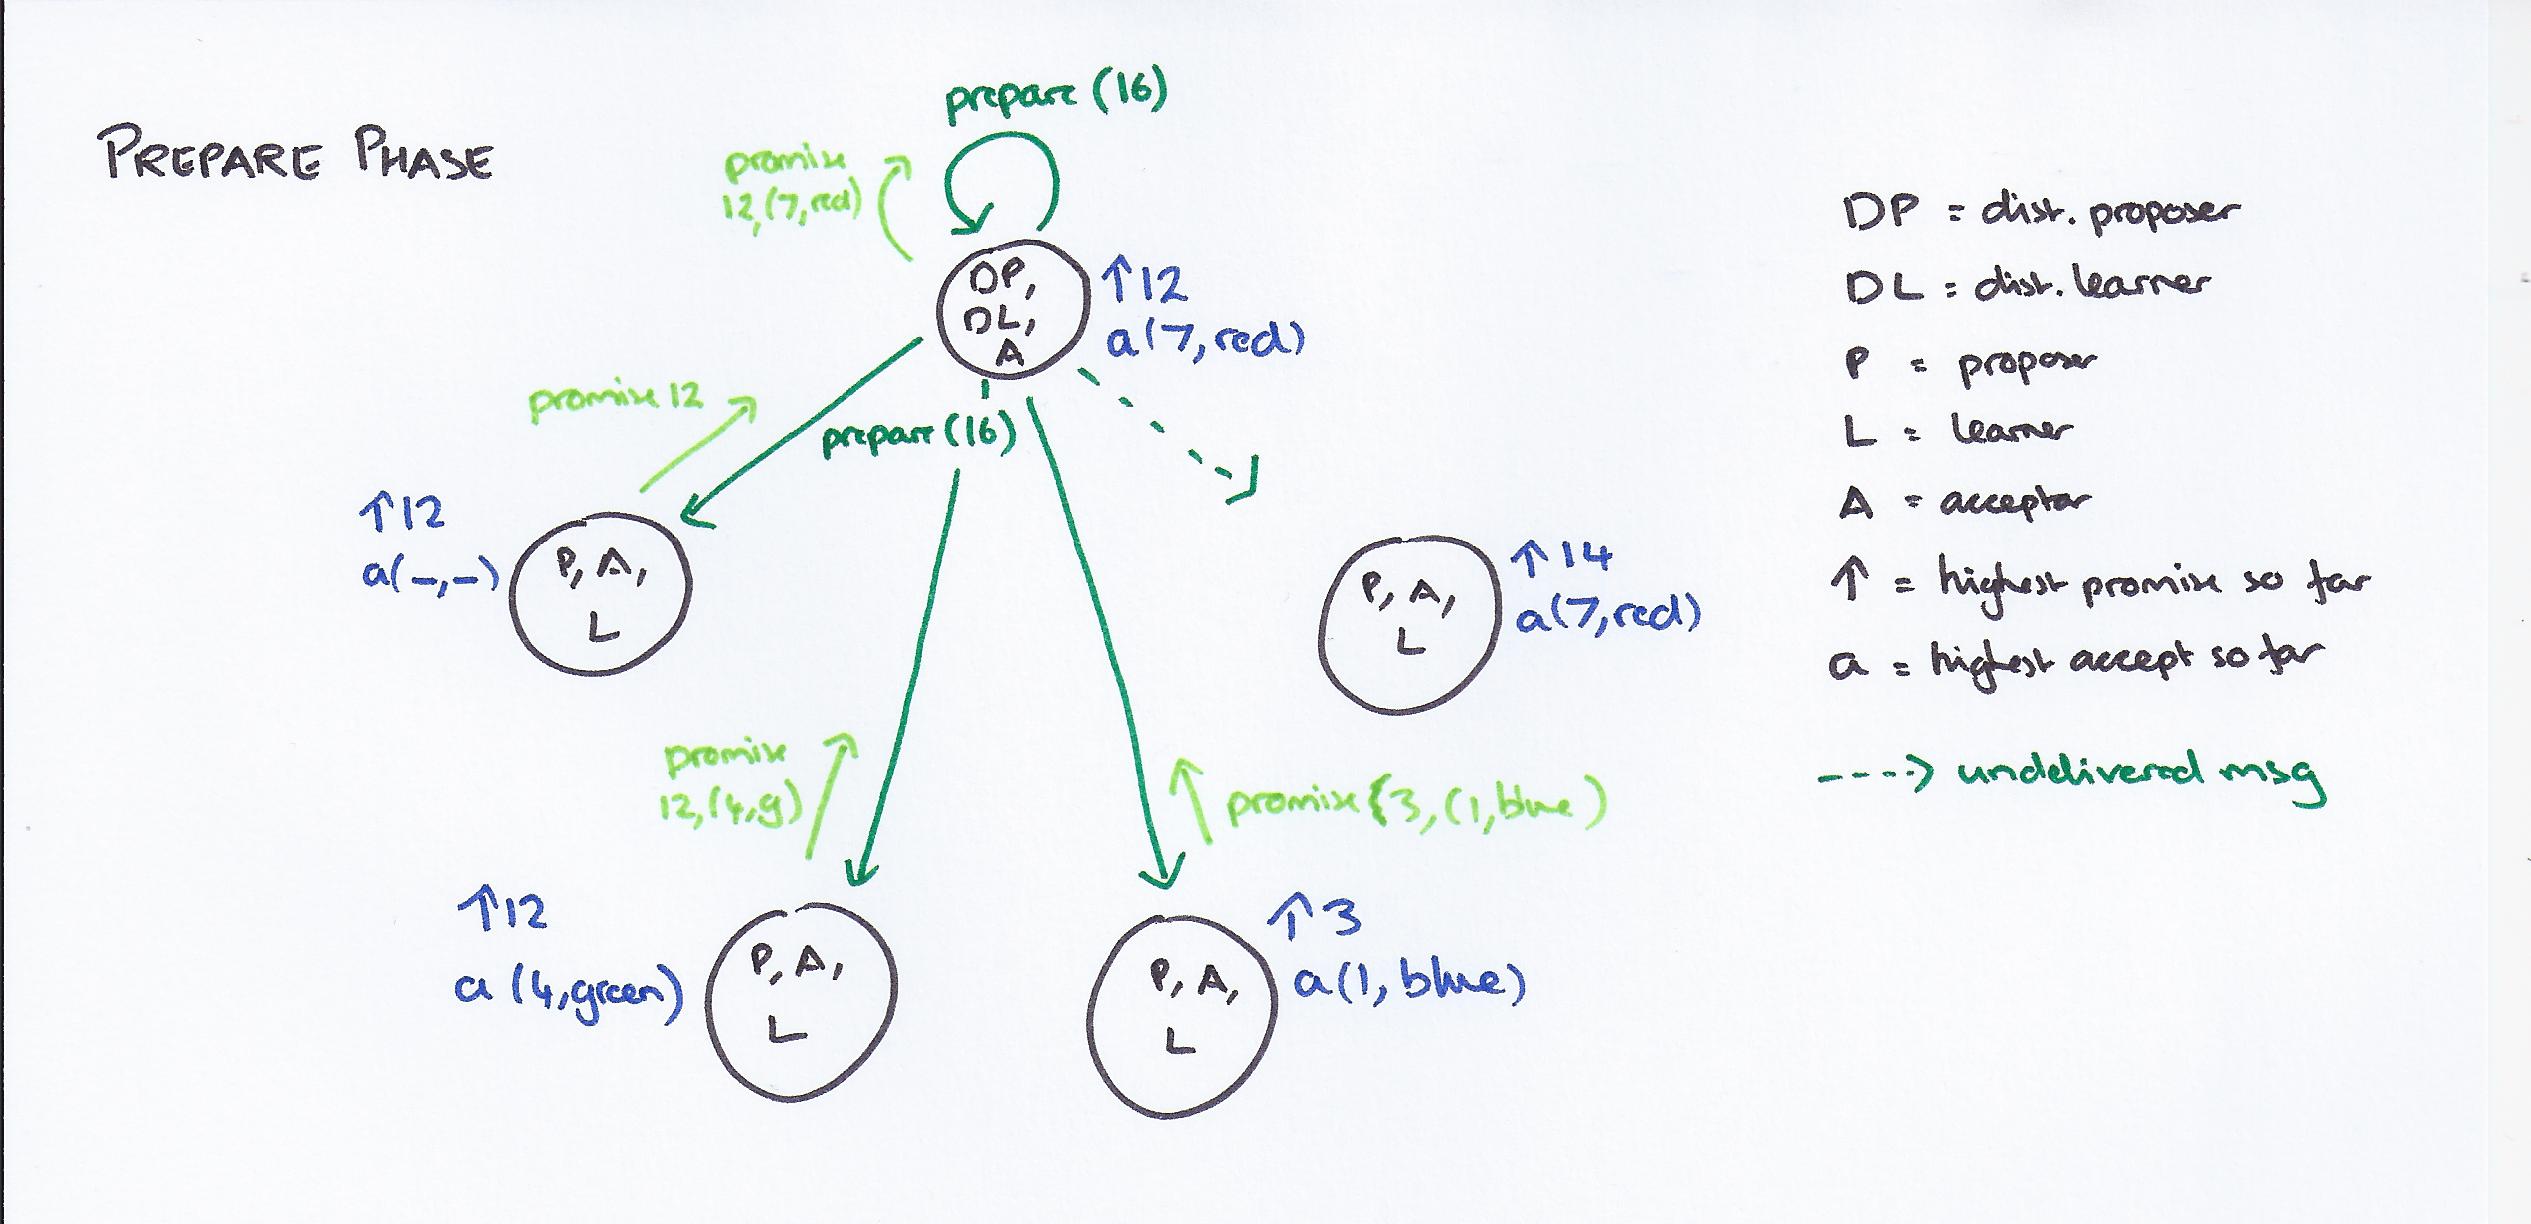 PREPARE PHASE
prepare (16)
promise
12,(7,red)
DP,
DL,
A
↑12
a(7,red)
promise 12
prepare (16)
↑12
a(–,–)
P, A,
L
P, A,
L
↑14
a(7,red)
promise
12,(4,g)
promise 3,(1,blue)
↑12
a(4,green)
P, A,
L
P, A,
L
↑3
a(1, blue)
DP = dist. proposer
DL = dist. learner
P = proposer
L = learner
A = acceptor
↑ = highest promise so far
a = highest accept so far
----> undelivered msg